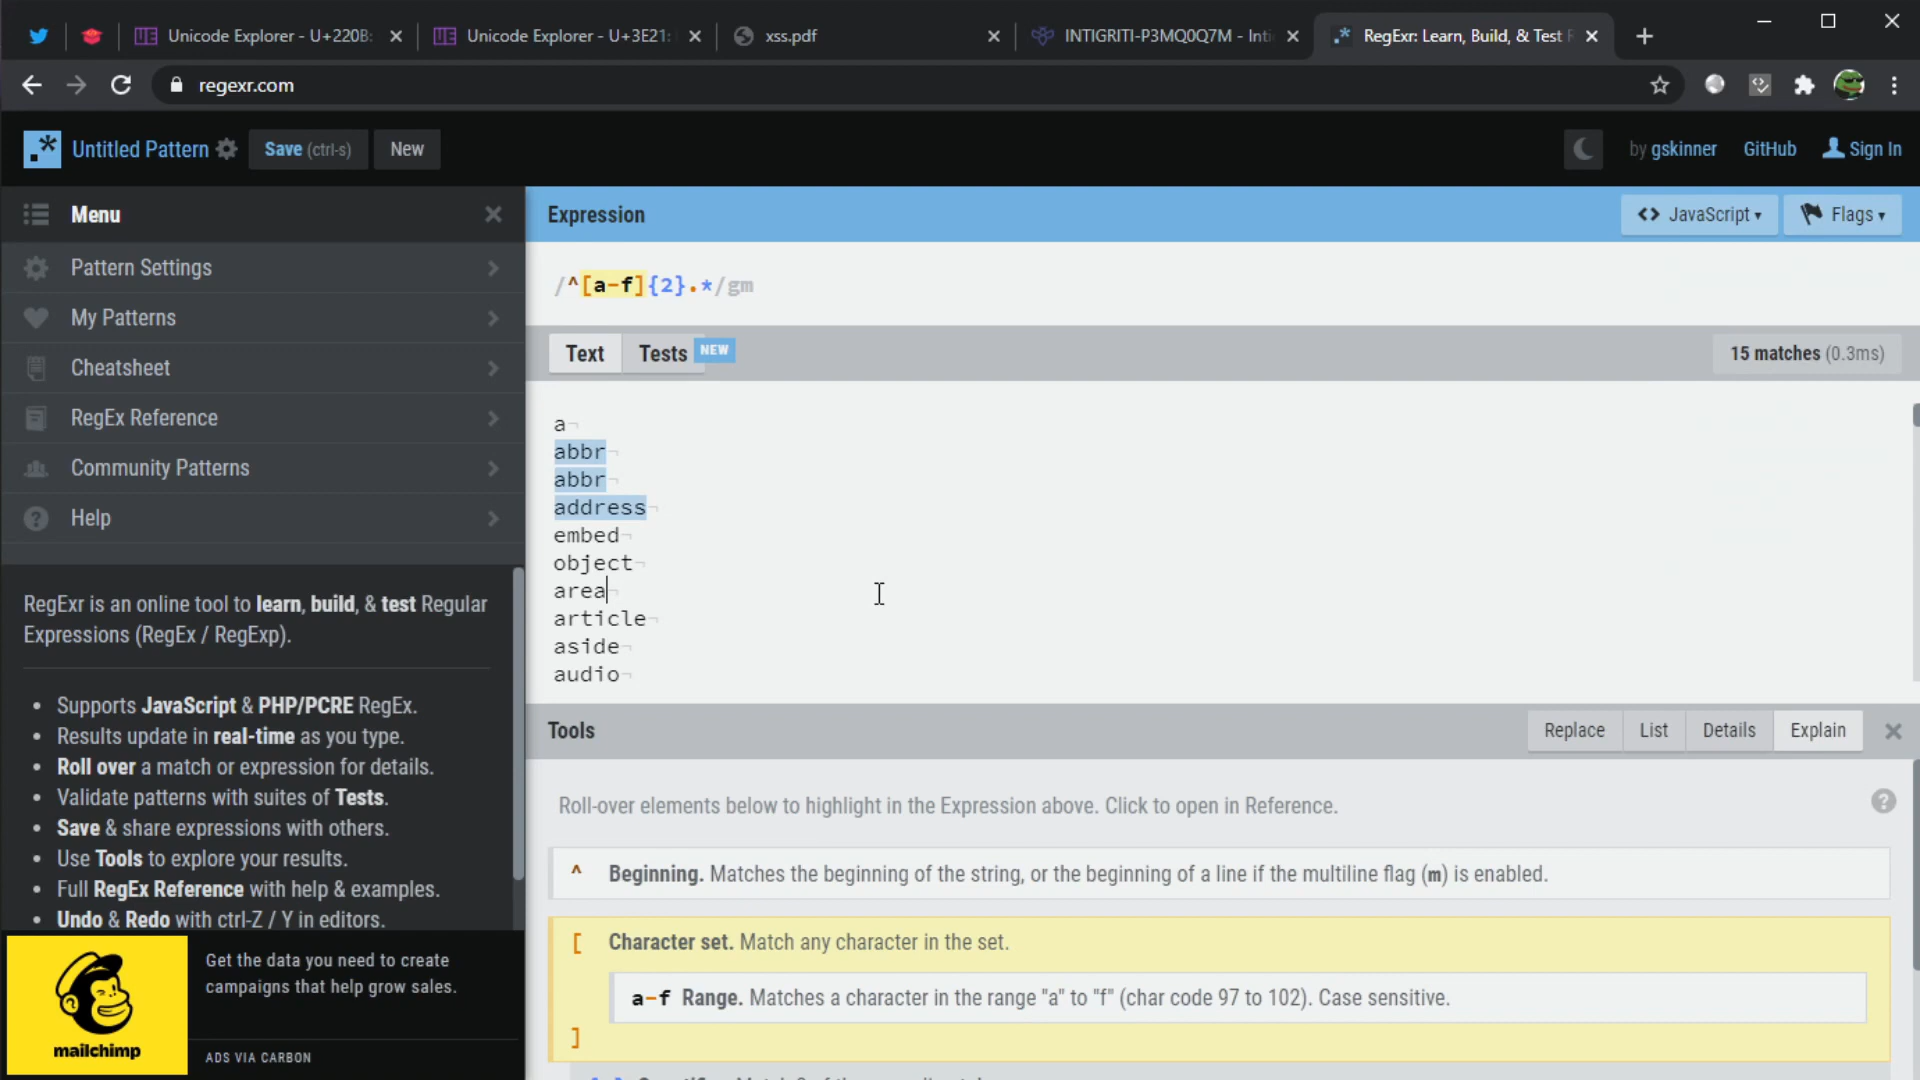 Unicode Explorer - U+220B:
Unicode Explorer - U+3E21:
xss.pdf
INTIGRITI-P3MQ0Q7M - Inti
RegExr: Learn, Build, & Test R
regexr.com
Untitled Pattern
Save (ctrl-s)
New
by gskinner
GitHub
Sign In
Menu
Pattern Settings
My Patterns
Cheatsheet
RegEx Reference
Community Patterns
Help
RegExr is an online tool to learn, build, & test Regular
Expressions (RegEx / RegExp).
• Supports JavaScript & PHP/PCRE RegEx.
• Results update in real-time as you type.
• Roll over a match or expression for details.
• Validate patterns with suites of Tests.
• Save & share expressions with others.
• Use Tools to explore your results.
• Full RegEx Reference with help & examples.
• Undo & Redo with ctrl-Z / Y in editors.
mailchimp
Get the data you need to create
campaigns that help grow sales.
ADS VIA CARBON
Expression
<> JavaScript ▾
Flags ▾
/^[a-f]{2}.*/gm
Text
Tests NEW
15 matches (0.3ms)
a¬
abbr¬
abbr¬
address¬
embed¬
object¬
area¬
article¬
aside¬
audio¬
Tools
Replace
List
Details
Explain
Roll-over elements below to highlight in the Expression above. Click to open in Reference.
^ Beginning. Matches the beginning of the string, or the beginning of a line if the multiline flag (m) is enabled.
[ Character set. Match any character in the set.
a-f Range. Matches a character in the range "a" to "f" (char code 97 to 102). Case sensitive.
]